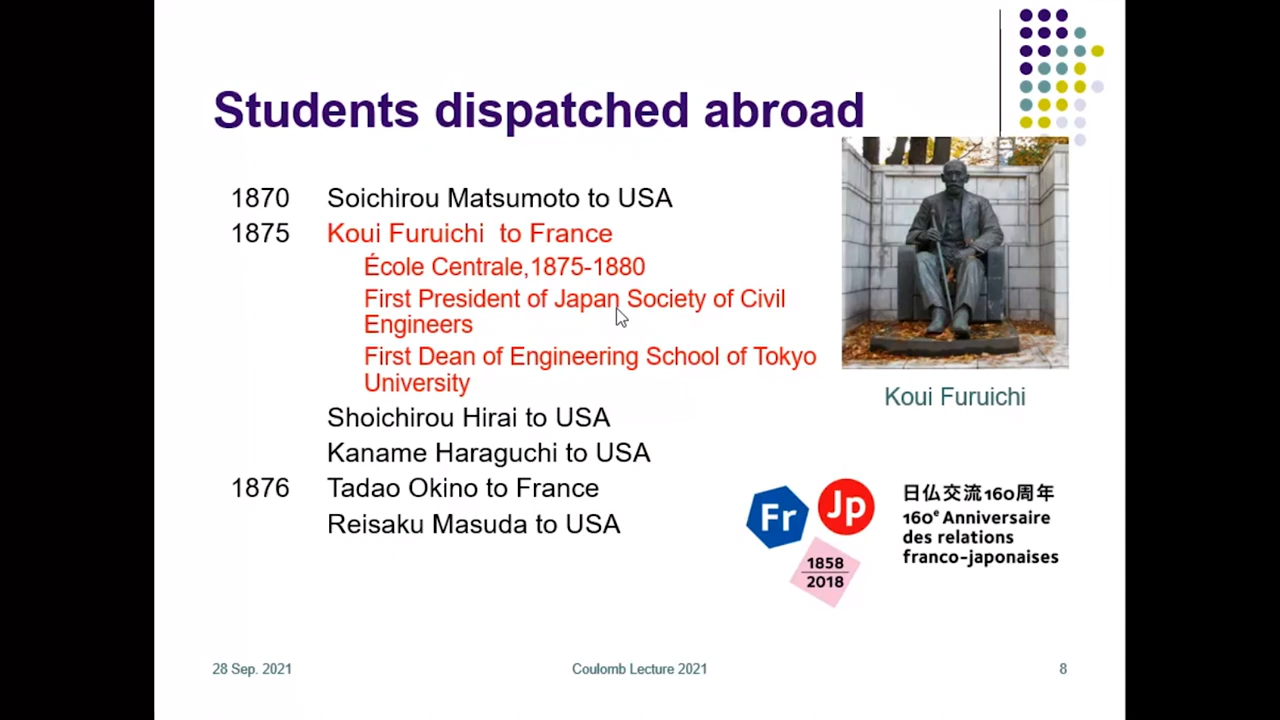 Students dispatched abroad
1870 Soichirou Matsumoto to USA
1875 Koui Furuichi to France
École Centrale,1875-1880
First President of Japan Society of Civil
Engineers
First Dean of Engineering School of Tokyo
University
Shoichirou Hirai to USA
Kaname Haraguchi to USA
1876 Tadao Okino to France
Reisaku Masuda to USA
Koui Furuichi
Fr
Jp
1858
2018
日仏交流160周年
160e Anniversaire
des relations
franco-japonaises
28 Sep. 2021
Coulomb Lecture 2021
8